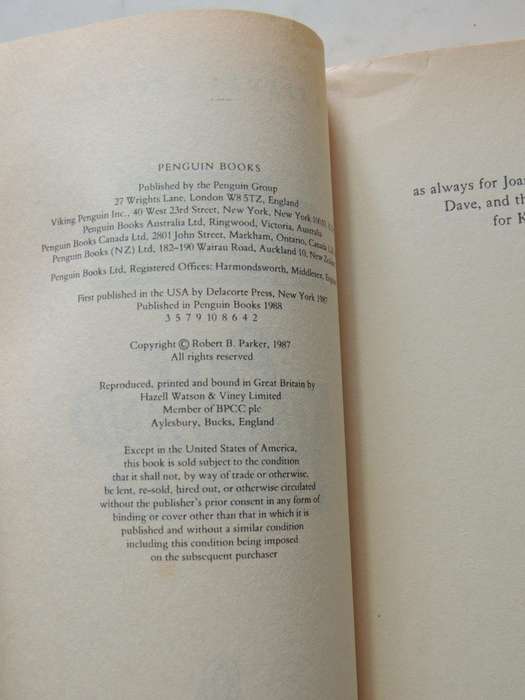 PENGUIN BOOKS
Published by the Penguin Group
27 Wrights Lane, London W8 5TZ, England
Viking Penguin Inc., 40 West 23rd Street, New York, New York
Penguin Books Australia Ltd, Ringwood, Victoria, Australia
Penguin Books Canada Ltd, 2801 John Street, Markham, Ontario, Canada
Penguin Books (NZ) Ltd, 182–190 Wairau Road, Auckland 10, New
Penguin Books Ltd, Registered Offices: Harmondsworth, Middlesex,
First published in the USA by Delacorte Press, New York 1987
Published in Penguin Books 1988
3 5 7 9 10 8 6 4 2
Copyright © Robert B. Parker, 1987
All rights reserved
Reproduced, printed and bound in Great Britain by
Hazell Watson & Viney Limited
Member of BPCC plc
Aylesbury, Bucks, England
Except in the United States of America,
this book is sold subject to the condition
that it shall not, by way of trade or otherwise,
be lent, re-sold, hired out, or otherwise circulated
without the publisher's prior consent in any form of
binding or cover other than that in which it is
published and without a similar condition
including this condition being imposed
on the subsequent purchaser
as always for Joan
Dave, and th
for K